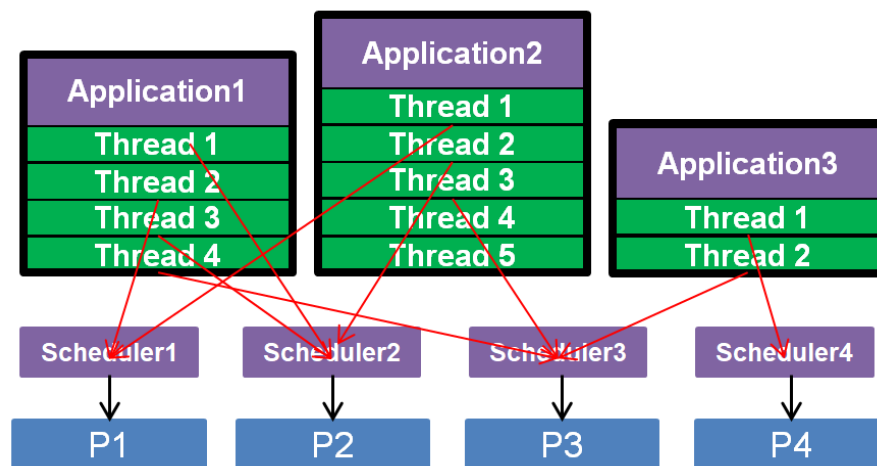 Application1
Thread 1
Thread 2
Thread 3
Thread 4
Application2
Thread 1
Thread 2
Thread 3
Thread 4
Thread 5
Application3
Thread 1
Thread 2
Scheduler1
Scheduler2
Scheduler3
Scheduler4
P1
P2
P3
P4